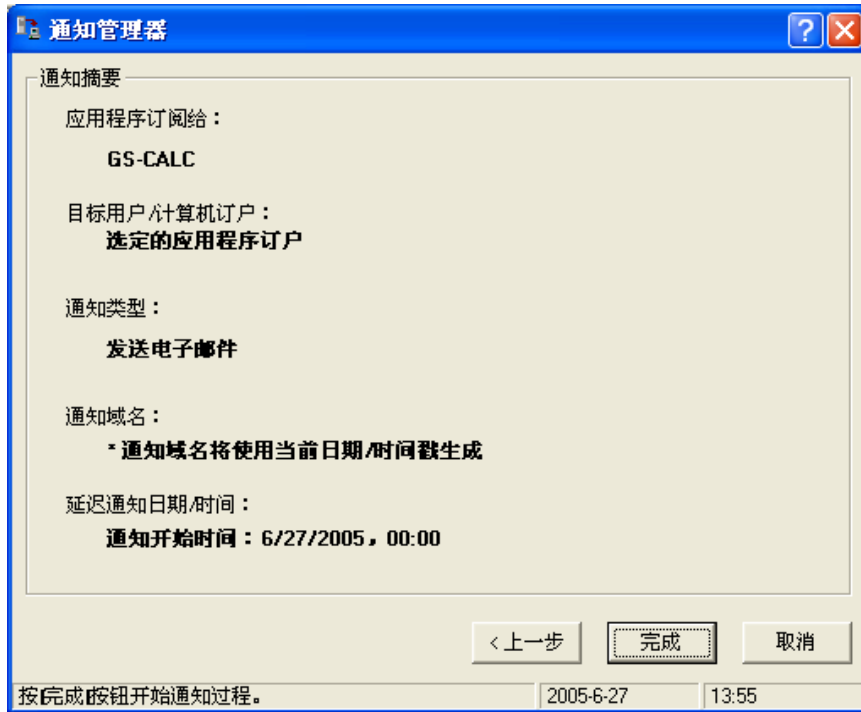 通知管理器
通知摘要
应用程序订阅给：
GS-CALC
目标用户/计算机订户：
选定的应用程序订户
通知类型：
发送电子邮件
通知域名：
* 通知域名将使用当前日期/时间戳生成
延迟通知日期/时间：
通知开始时间：6/27/2005，00:00
< 上一步
完成
取消
按[完成]按钮开始通知过程。
2005-6-27
13:55